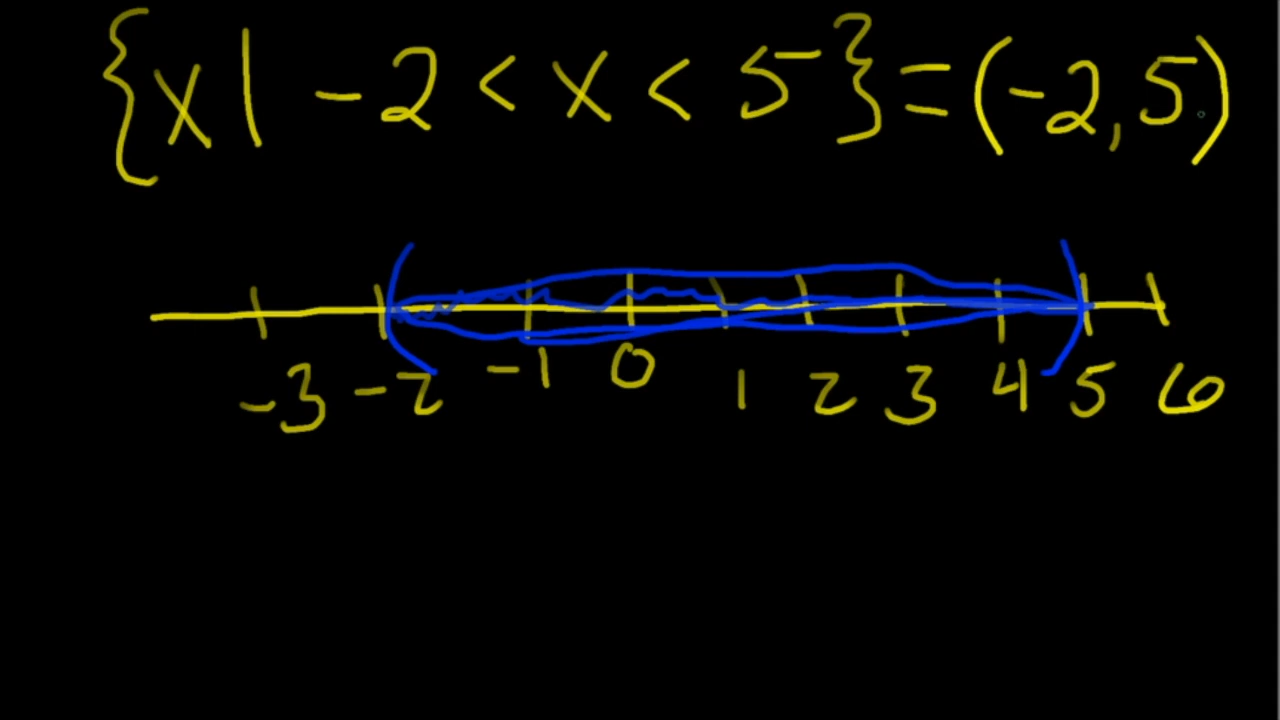 {x| -2 < x < 5} = (-2, 5)
-3 -2 -1 0 1 2 3 4 5 6